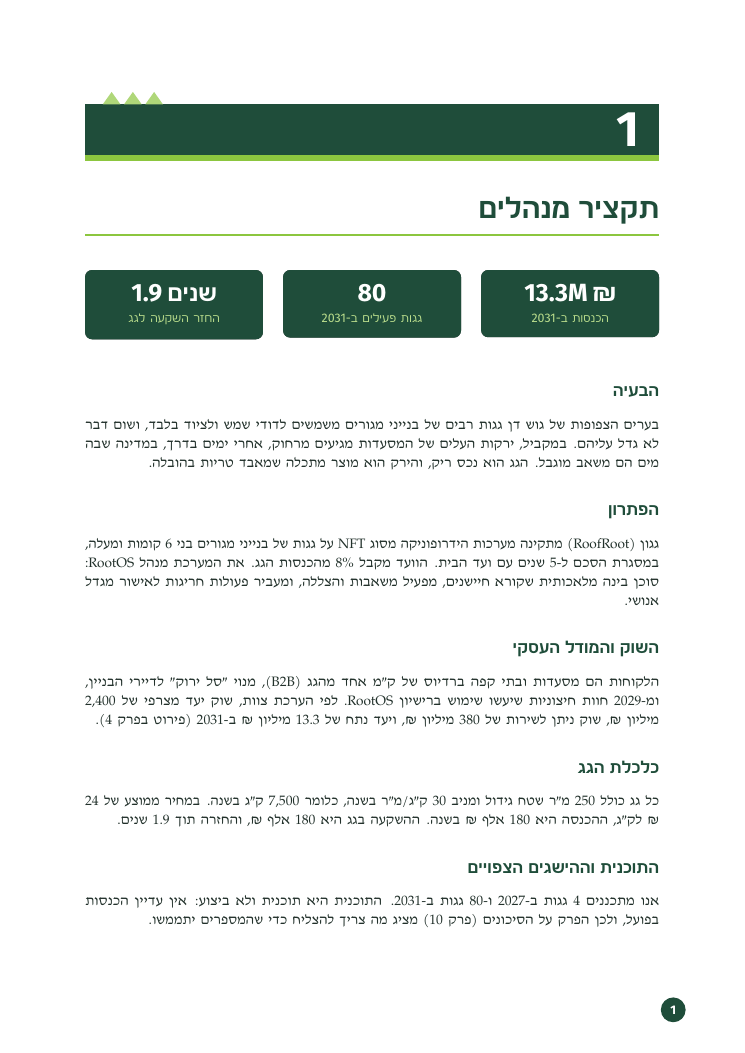 1
תקציר מנהלים
₪ 13.3M
הכנסות ב-2031
80
גגות פעילים ב-2031
1.9 שנים
החזר השקעה לגג
הבעיה
בערים הצפופות של גוש דן גגות רבים של בנייני מגורים משמשים לדודי שמש ולציוד בלבד, ושום דבר
לא גדל עליהם. במקביל, ירקות העלים של המסעדות מגיעים מרחוק, אחרי ימים בדרך, במדינה שבה
מים הם משאב מוגבל. הגג הוא נכס ריק, והירק הוא מוצר מתכלה שמאבד טריות בהובלה.
הפתרון
גגון (RoofRoot) מתקינה מערכות הידרופוניקה מסוג NFT על גגות של בנייני מגורים בני 6 קומות ומעלה,
במסגרת הסכם ל-5 שנים עם ועד הבית. הוועד מקבל 8% מהכנסות הגג. את המערכת מנהל RootOS:
סוכן בינה מלאכותית שקורא חיישנים, מפעיל משאבות והצללה, ומעביר פעולות חריגות לאישור מגדל
אנושי.
השוק והמודל העסקי
הלקוחות הם מסעדות ובתי קפה ברדיוס של ק״מ אחד מהגג (B2B), מנוי ״סל ירוק״ לדיירי הבניין,
ומ-2029 חוות חיצוניות שיעשו שימוש ברישיון RootOS. לפי הערכת צוות, שוק יעד מצרפי של 2,400
מיליון ₪, שוק ניתן לשירות של 380 מיליון ₪, ויעד נתח של 13.3 מיליון ₪ ב-2031 (פירוט בפרק 4).
כלכלת הגג
כל גג כולל 250 מ״ר שטח גידול ומניב 30 ק״ג/מ״ר בשנה, כלומר 7,500 ק״ג בשנה. במחיר ממוצע של 24
₪ לק״ג, ההכנסה היא 180 אלף ₪ בשנה. ההשקעה בגג היא 180 אלף ₪, והחזרה תוך 1.9 שנים.
התוכנית וההישגים הצפויים
אנו מתכננים 4 גגות ב-2027 ו-80 גגות ב-2031. התוכנית היא תוכנית ולא ביצוע: אין עדיין הכנסות
בפועל, ולכן הפרק על הסיכונים (פרק 10) מציג מה צריך להצליח כדי שהמספרים יתממשו.
1